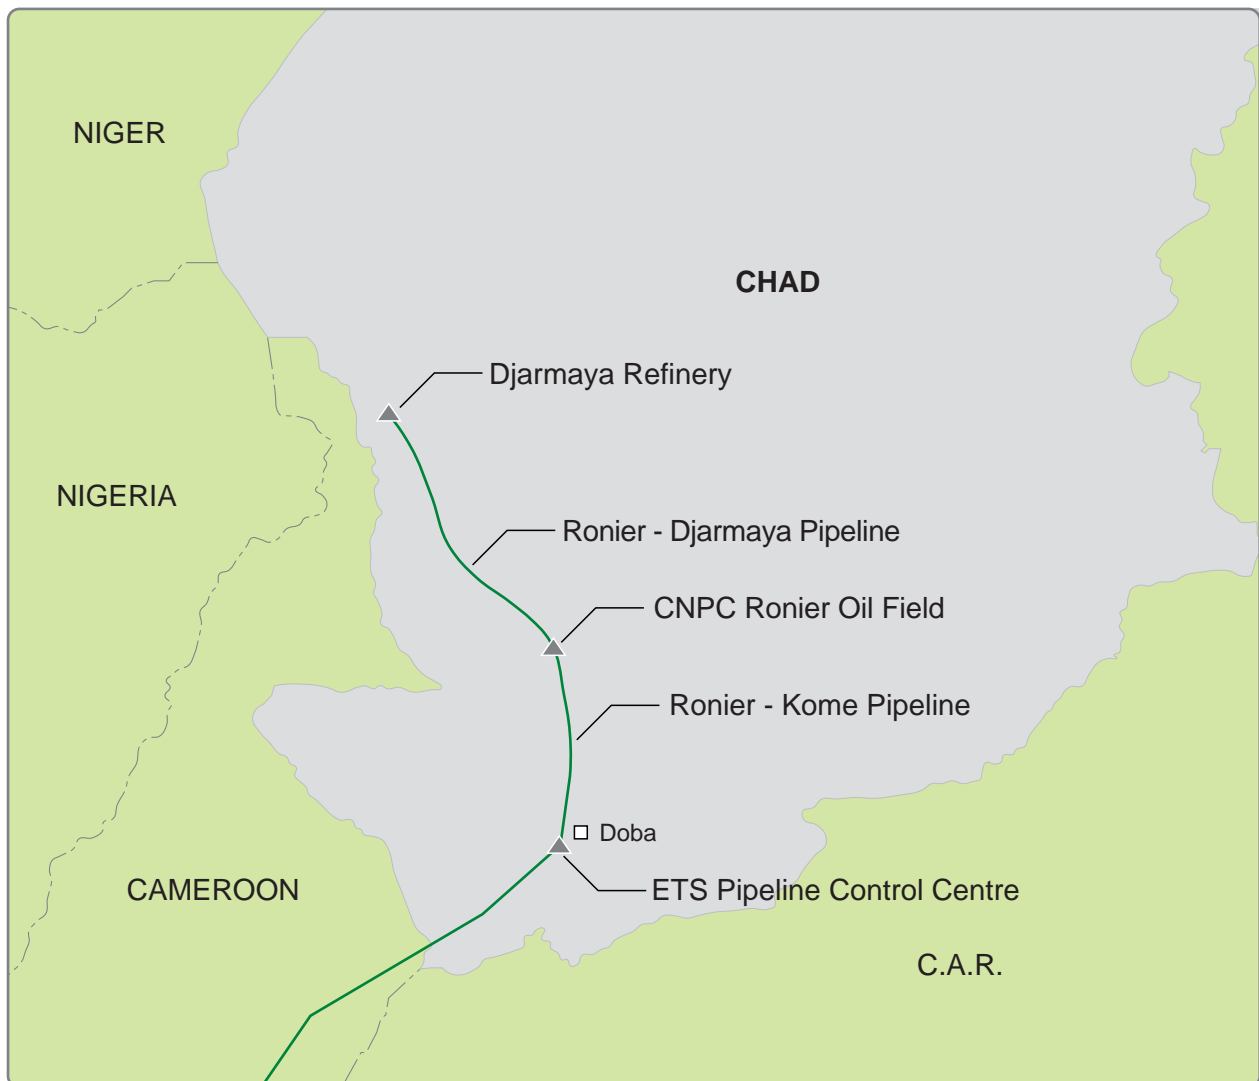 NIGER
CHAD
Djarmaya Refinery
NIGERIA
Ronier - Djarmaya Pipeline
CNPC Ronier Oil Field
Ronier - Kome Pipeline
Doba
CAMEROON
ETS Pipeline Control Centre
C.A.R.